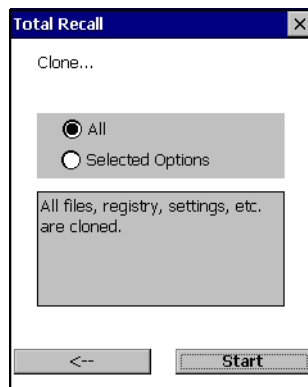 Total Recall
Clone...
All
Selected Options
All files, registry, settings, etc.
are cloned.
<--
Start